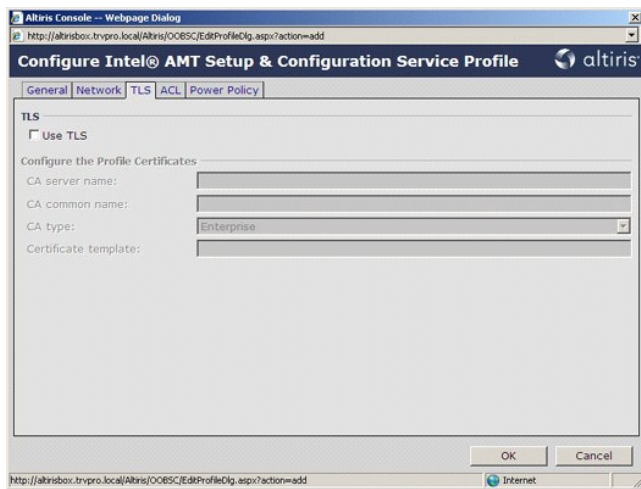 Altiris Console -- Webpage Dialog
http://altirisbox.trvpro.local/Altiris/OOBSC/EditProfileDlg.aspx?action=add
Configure Intel® AMT Setup & Configuration Service Profile altiris
General Network TLS ACL Power Policy
TLS
Use TLS
Configure the Profile Certificates
CA server name:
CA common name:
CA type: Enterprise
Certificate template:
OK Cancel
http://altirisbox.trvpro.local/Altiris/OOBSC/EditProfileDlg.aspx?action=add Internet